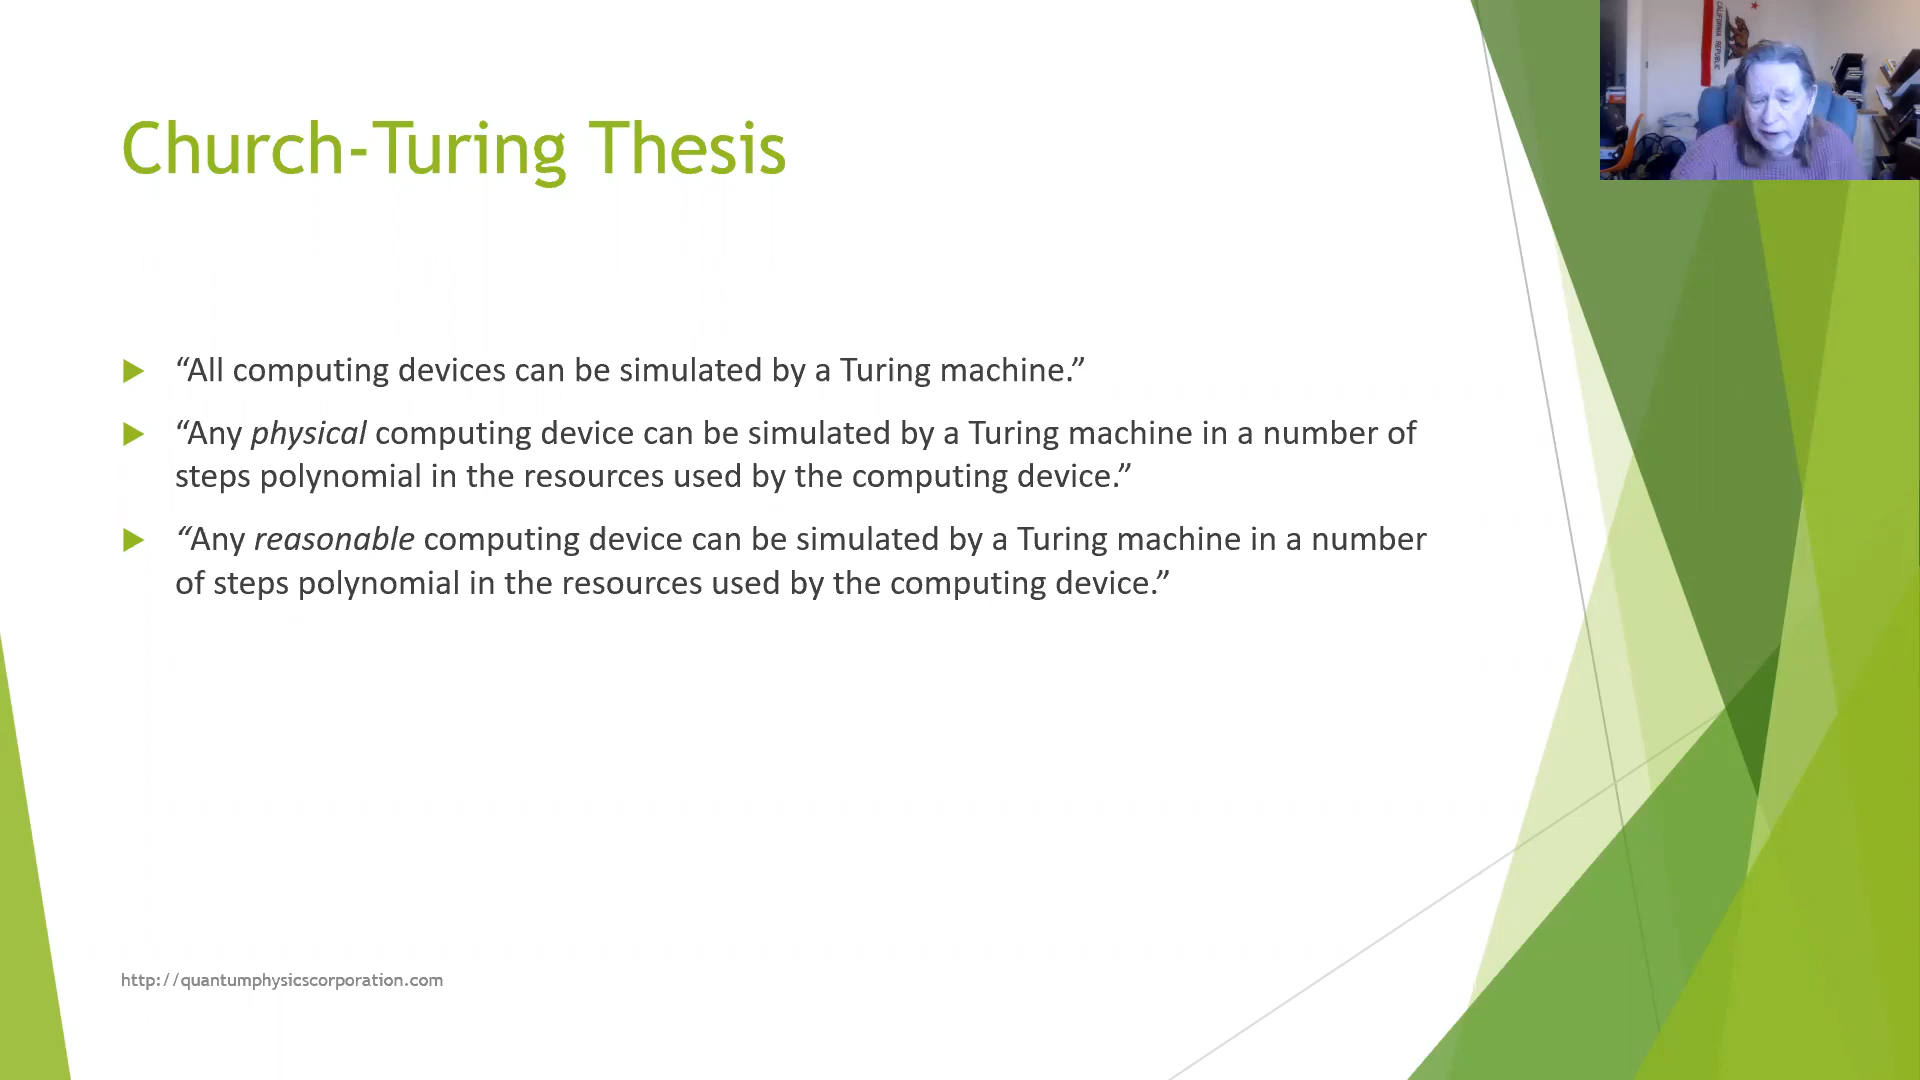 CALIFORNIA REPUBLIC
Church-Turing Thesis
“All computing devices can be simulated by a Turing machine.”
“Any physical computing device can be simulated by a Turing machine in a number of
steps polynomial in the resources used by the computing device.”
“Any reasonable computing device can be simulated by a Turing machine in a number
of steps polynomial in the resources used by the computing device.”
http://quantumphysicscorporation.com